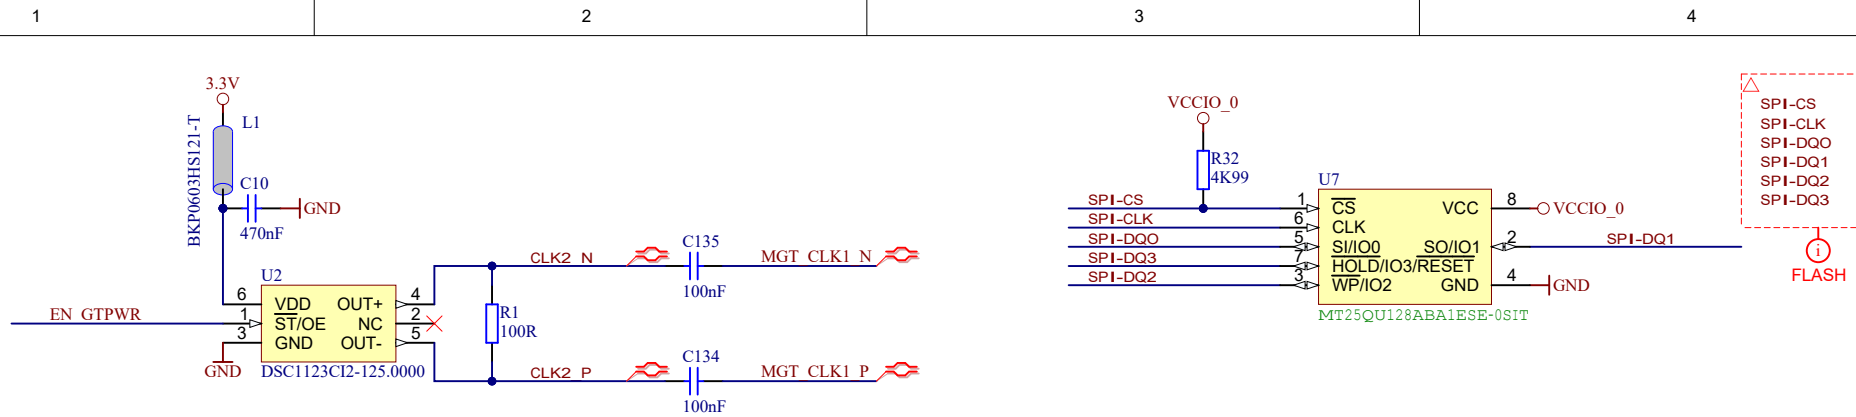 1
2
3
4
3.3V
L1
BKP0603HS121-T
C10
GND
470nF
U2
EN_GTPWR
6
1
3
VDD
ST/OE
GND
OUT+
NC
OUT-
4
2
5
GND
DSC1123CI2-125.0000
R1
100R
CLK2_N
C135
100nF
MGT_CLK1_N
CLK2_P
C134
100nF
MGT_CLK1_P
VCCIO_0
R32
4K99
U7
SPI-CS
SPI-CLK
SPI-DQ0
SPI-DQ3
SPI-DQ2
1
6
5
7
3
CS
CLK
SI/IO0
HOLD/IO3/RESET
WP/IO2
VCC
SO/IO1
GND
8
2
4
VCCIO_0
SPI-DQ1
GND
MT25QU128ABA1ESE-0SIT
SPI-CS
SPI-CLK
SPI-DQ0
SPI-DQ1
SPI-DQ2
SPI-DQ3
i
FLASH